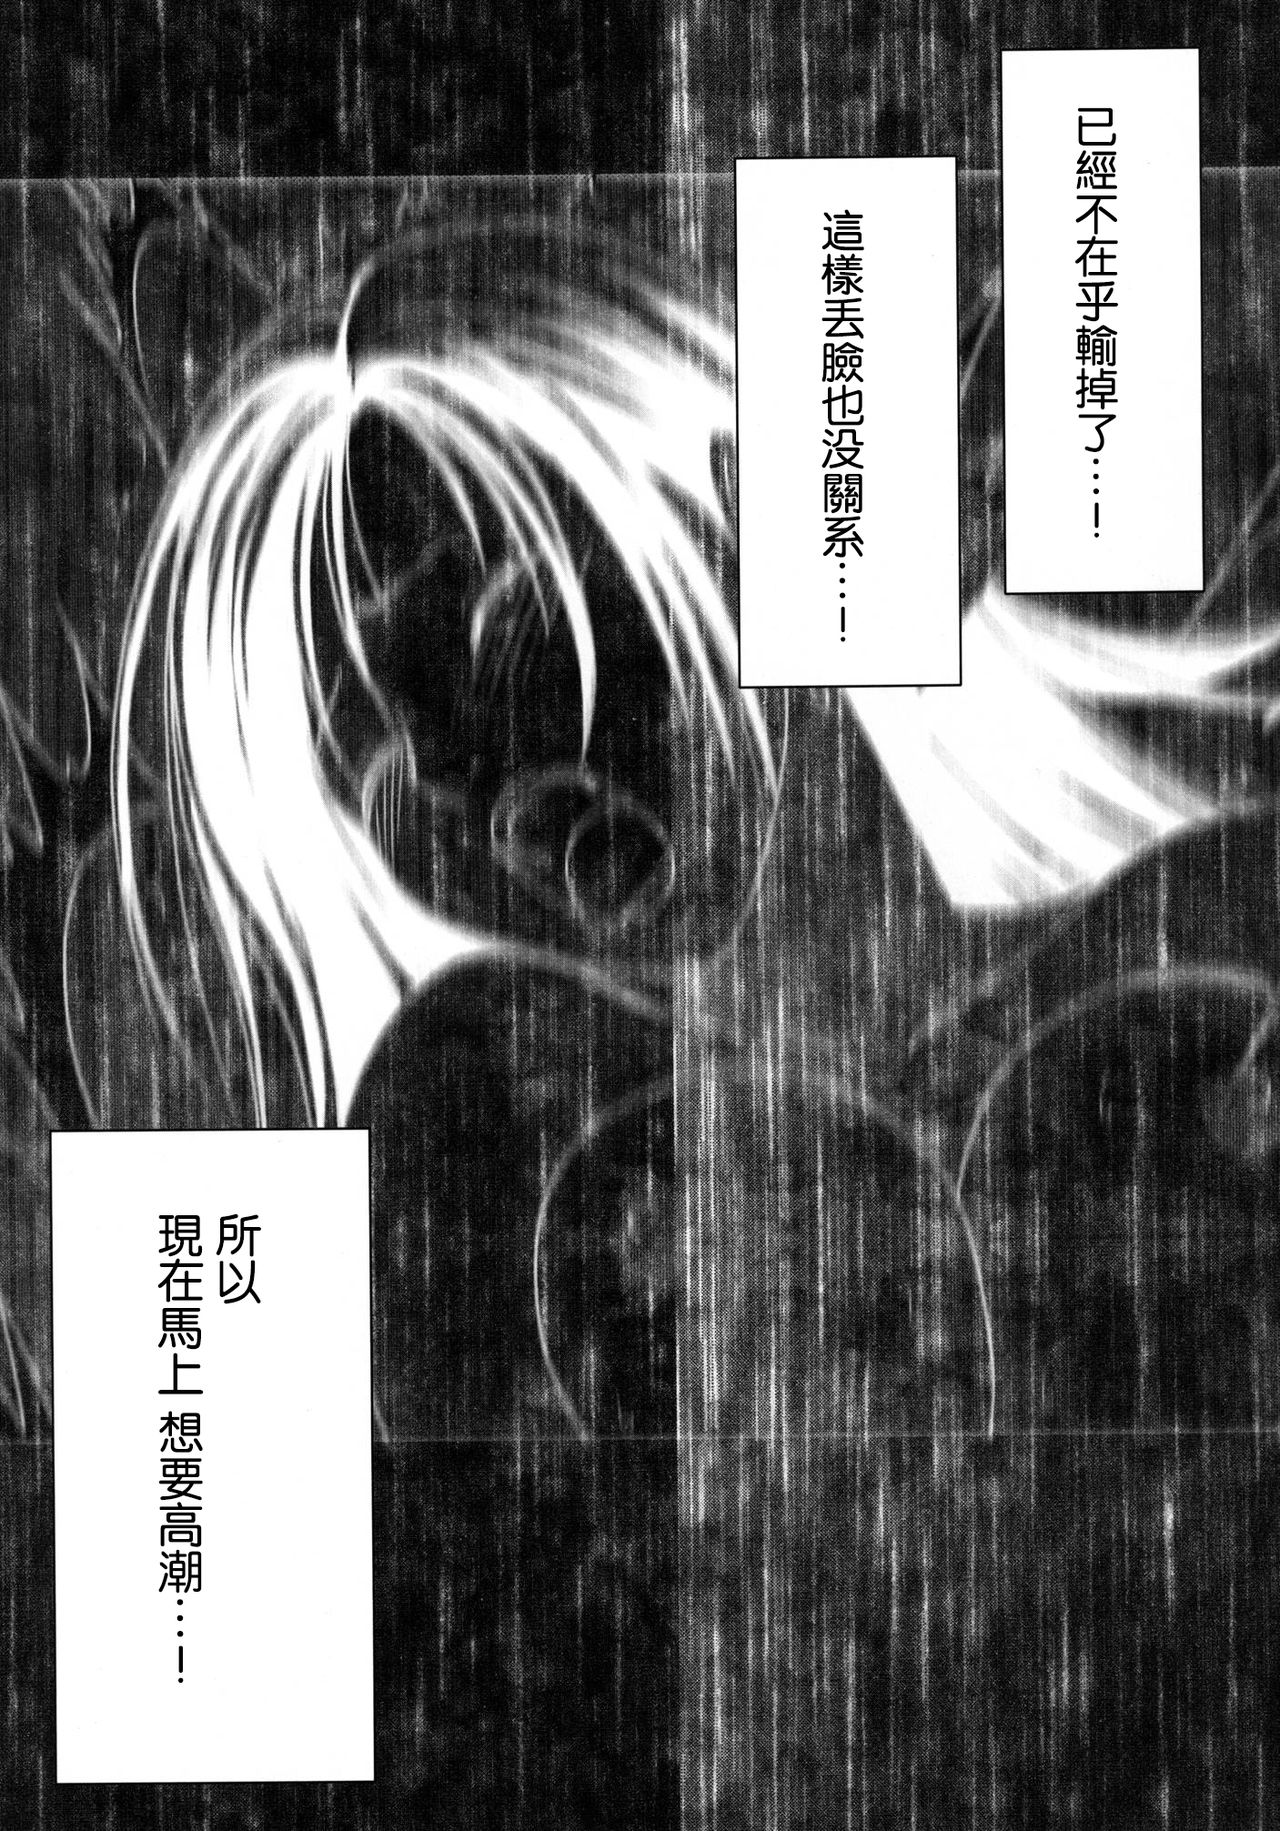 已經不在乎輸掉了…!
這樣丟臉也没關系…!
所以
現在馬上 想要高潮…!